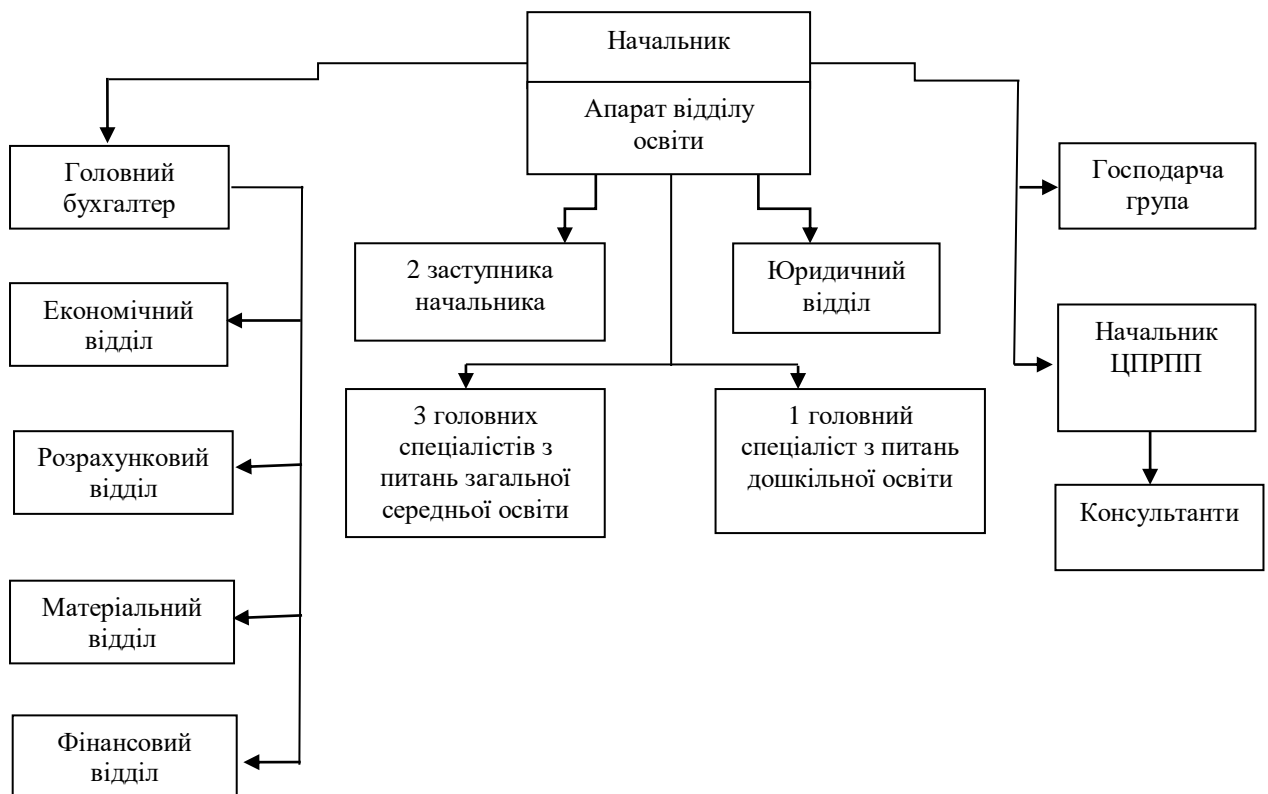 Начальник
Апарат відділу
освіти
Головний
бухгалтер
Господарча
група
2 заступника
начальника
Юридичний
відділ
Економічний
відділ
Начальник
ЦПРПП
3 головних
спеціалістів з
питань загальної
середньої освіти
1 головний
спеціаліст з питань
дошкільної освіти
Розрахунковий
відділ
Консультанти
Матеріальний
відділ
Фінансовий
відділ